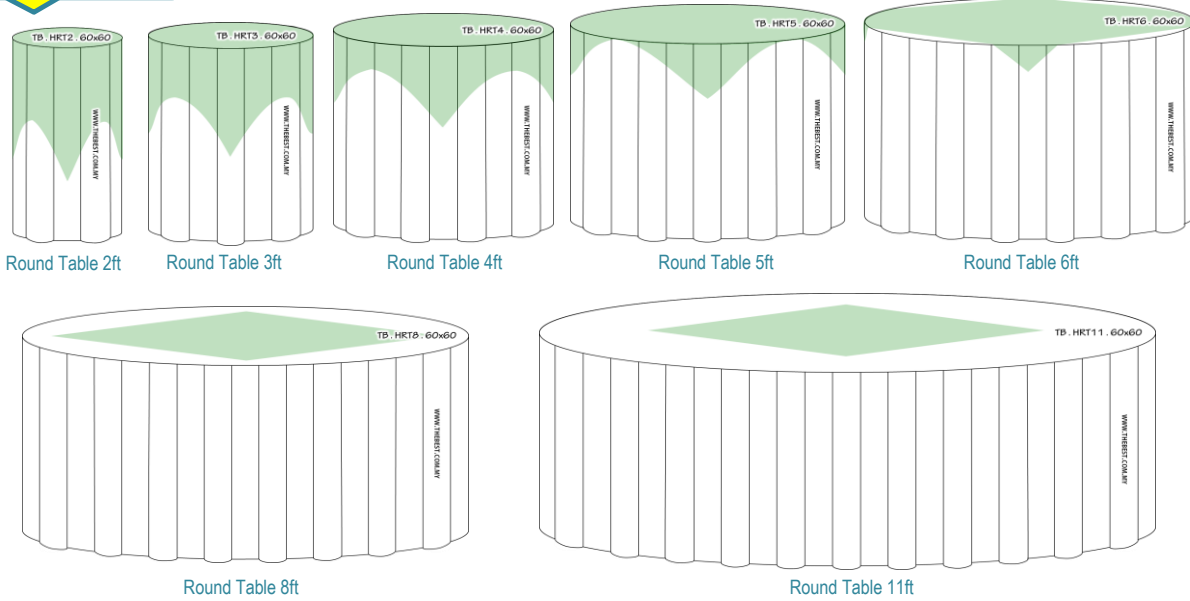 TB.HRT2.60x60
TB.HRT3.60x60
TB.HRT4.60x60
TB.HRT5.60x60
TB.HRT6.60x60
WWW.THEBEST.COM.MY
WWW.THEBEST.COM.MY
WWW.THEBEST.COM.MY
WWW.THEBEST.COM.MY
WWW.THEBEST.COM.MY
Round Table 2ft
Round Table 3ft
Round Table 4ft
Round Table 5ft
Round Table 6ft
TB.HRT8.60x60
TB.HRT11.60x60
WWW.THEBEST.COM.MY
WWW.THEBEST.COM.MY
Round Table 8ft
Round Table 11ft